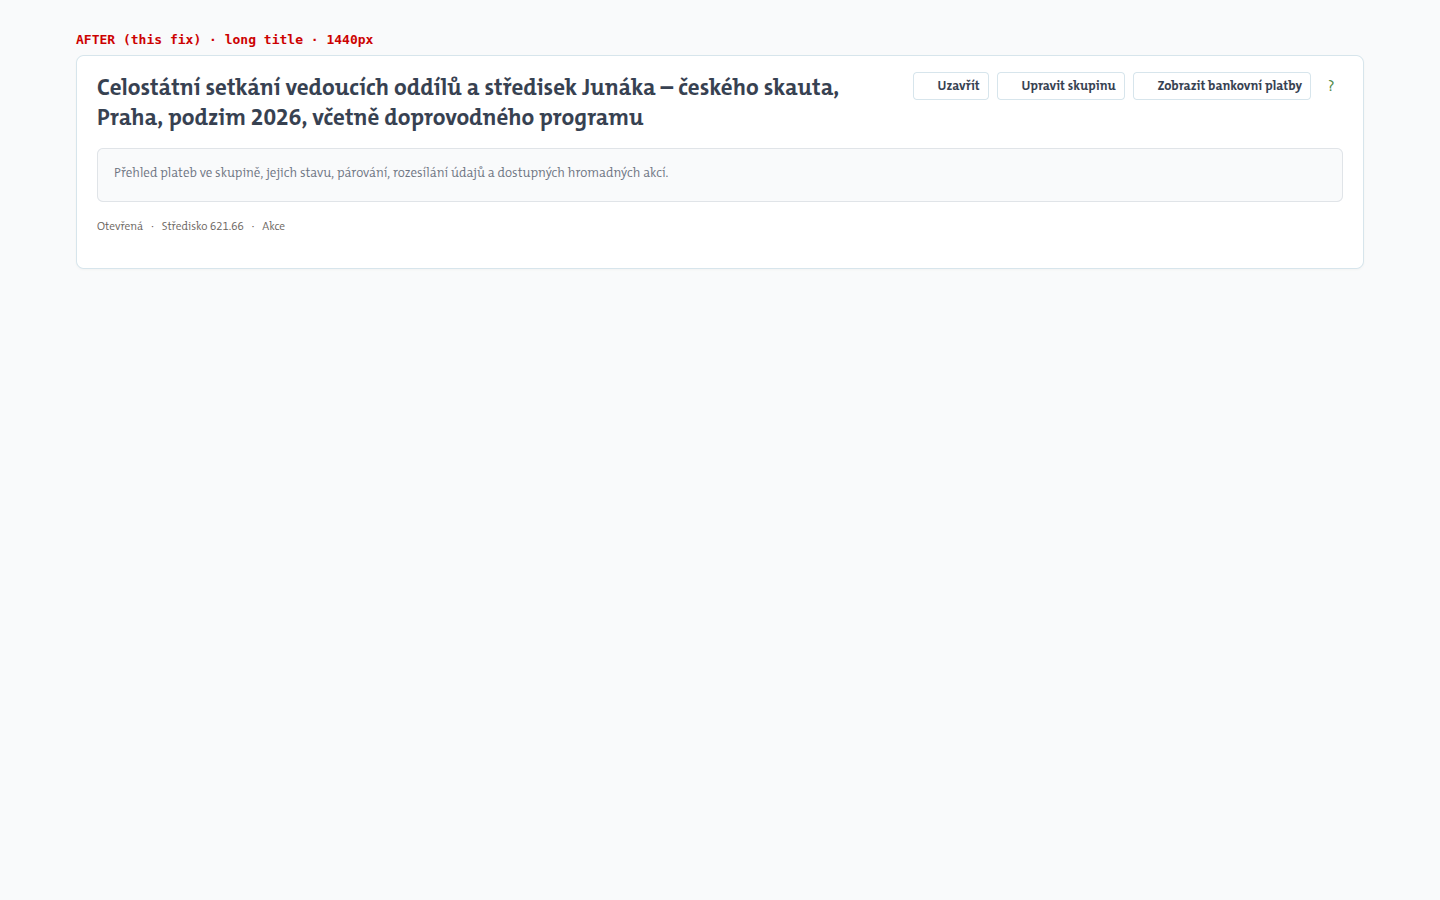 AFTER (this fix) · long title · 1440px
Celostátní setkání vedoucích oddílů a středisek Junáka – českého skauta,
Praha, podzim 2026, včetně doprovodného programu
Uzavřít
Upravit skupinu
Zobrazit bankovní platby
?
Přehled plateb ve skupině, jejich stavu, párování, rozesílání údajů a dostupných hromadných akcí.
Otevřená · Středisko 621.66 · Akce